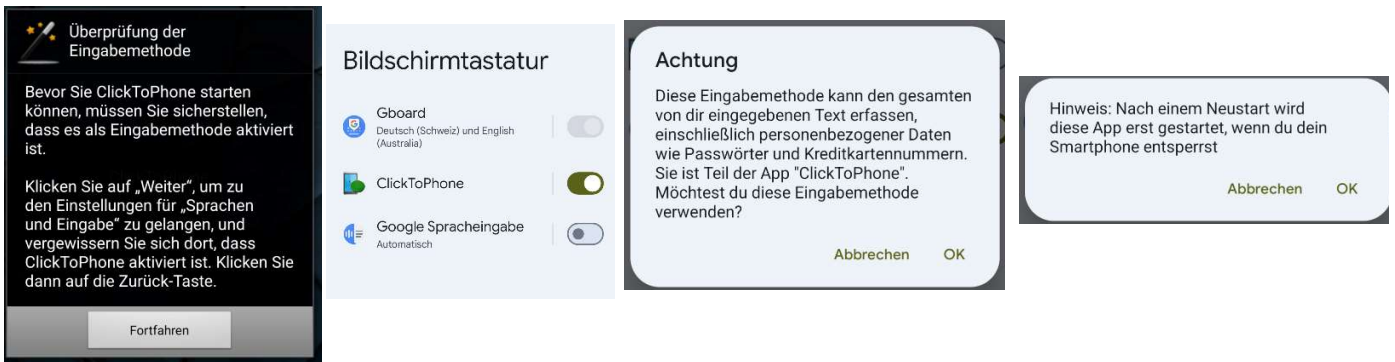 Überprüfung der
Eingabemethode
Bevor Sie ClickToPhone starten
können, müssen Sie sicherstellen,
dass es als Eingabemethode aktiviert
ist.
Klicken Sie auf „Weiter“, um zu
den Einstellungen für „Sprachen
und Eingabe“ zu gelangen, und
vergewissern Sie sich dort, dass
ClickToPhone aktiviert ist. Klicken Sie
dann auf die Zurück-Taste.
Fortfahren
Bildschirmtastatur
Gboard
Deutsch (Schweiz) und English
(Australia)
ClickToPhone
Google Spracheingabe
Automatisch
Achtung
Diese Eingabemethode kann den gesamten
von dir eingegebenen Text erfassen,
einschließlich personenbezogener Daten
wie Passwörter und Kreditkartennummern.
Sie ist Teil der App "ClickToPhone".
Möchtest du diese Eingabemethode
verwenden?
Abbrechen OK
Hinweis: Nach einem Neustart wird
diese App erst gestartet, wenn du dein
Smartphone entsperrst
Abbrechen OK